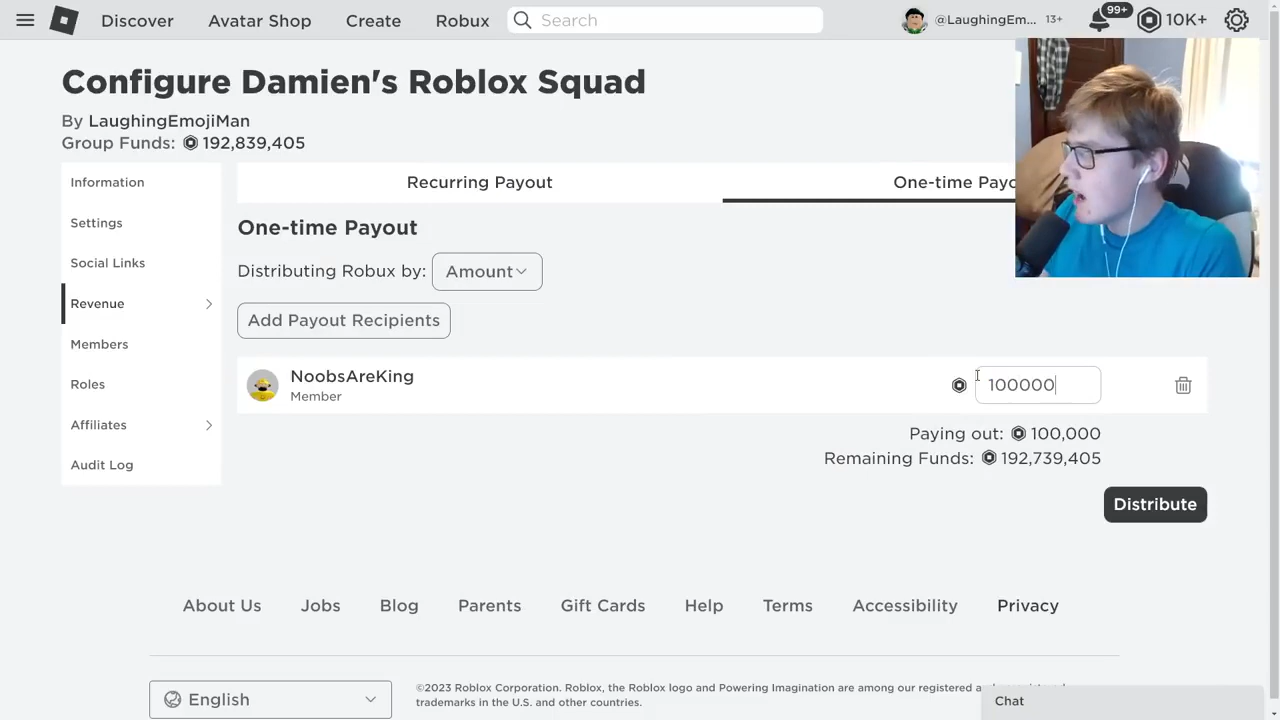 Discover
Avatar Shop
Create
Robux
Search
@LaughingEm...
13+
99+
10K+
Configure Damien's Roblox Squad
By LaughingEmojiMan
Group Funds: 192,839,405
Information
Settings
Social Links
Revenue
Members
Roles
Affiliates
Audit Log
Recurring Payout
One-time Payo
One-time Payout
Distributing Robux by: Amount
Add Payout Recipients
NoobsAreKing
Member
100000
Paying out: 100,000
Remaining Funds: 192,739,405
Distribute
About Us
Jobs
Blog
Parents
Gift Cards
Help
Terms
Accessibility
Privacy
English
©2023 Roblox Corporation. Roblox, the Roblox logo and Powering Imagination are among our registered
trademarks in the U.S. and other countries.
Chat